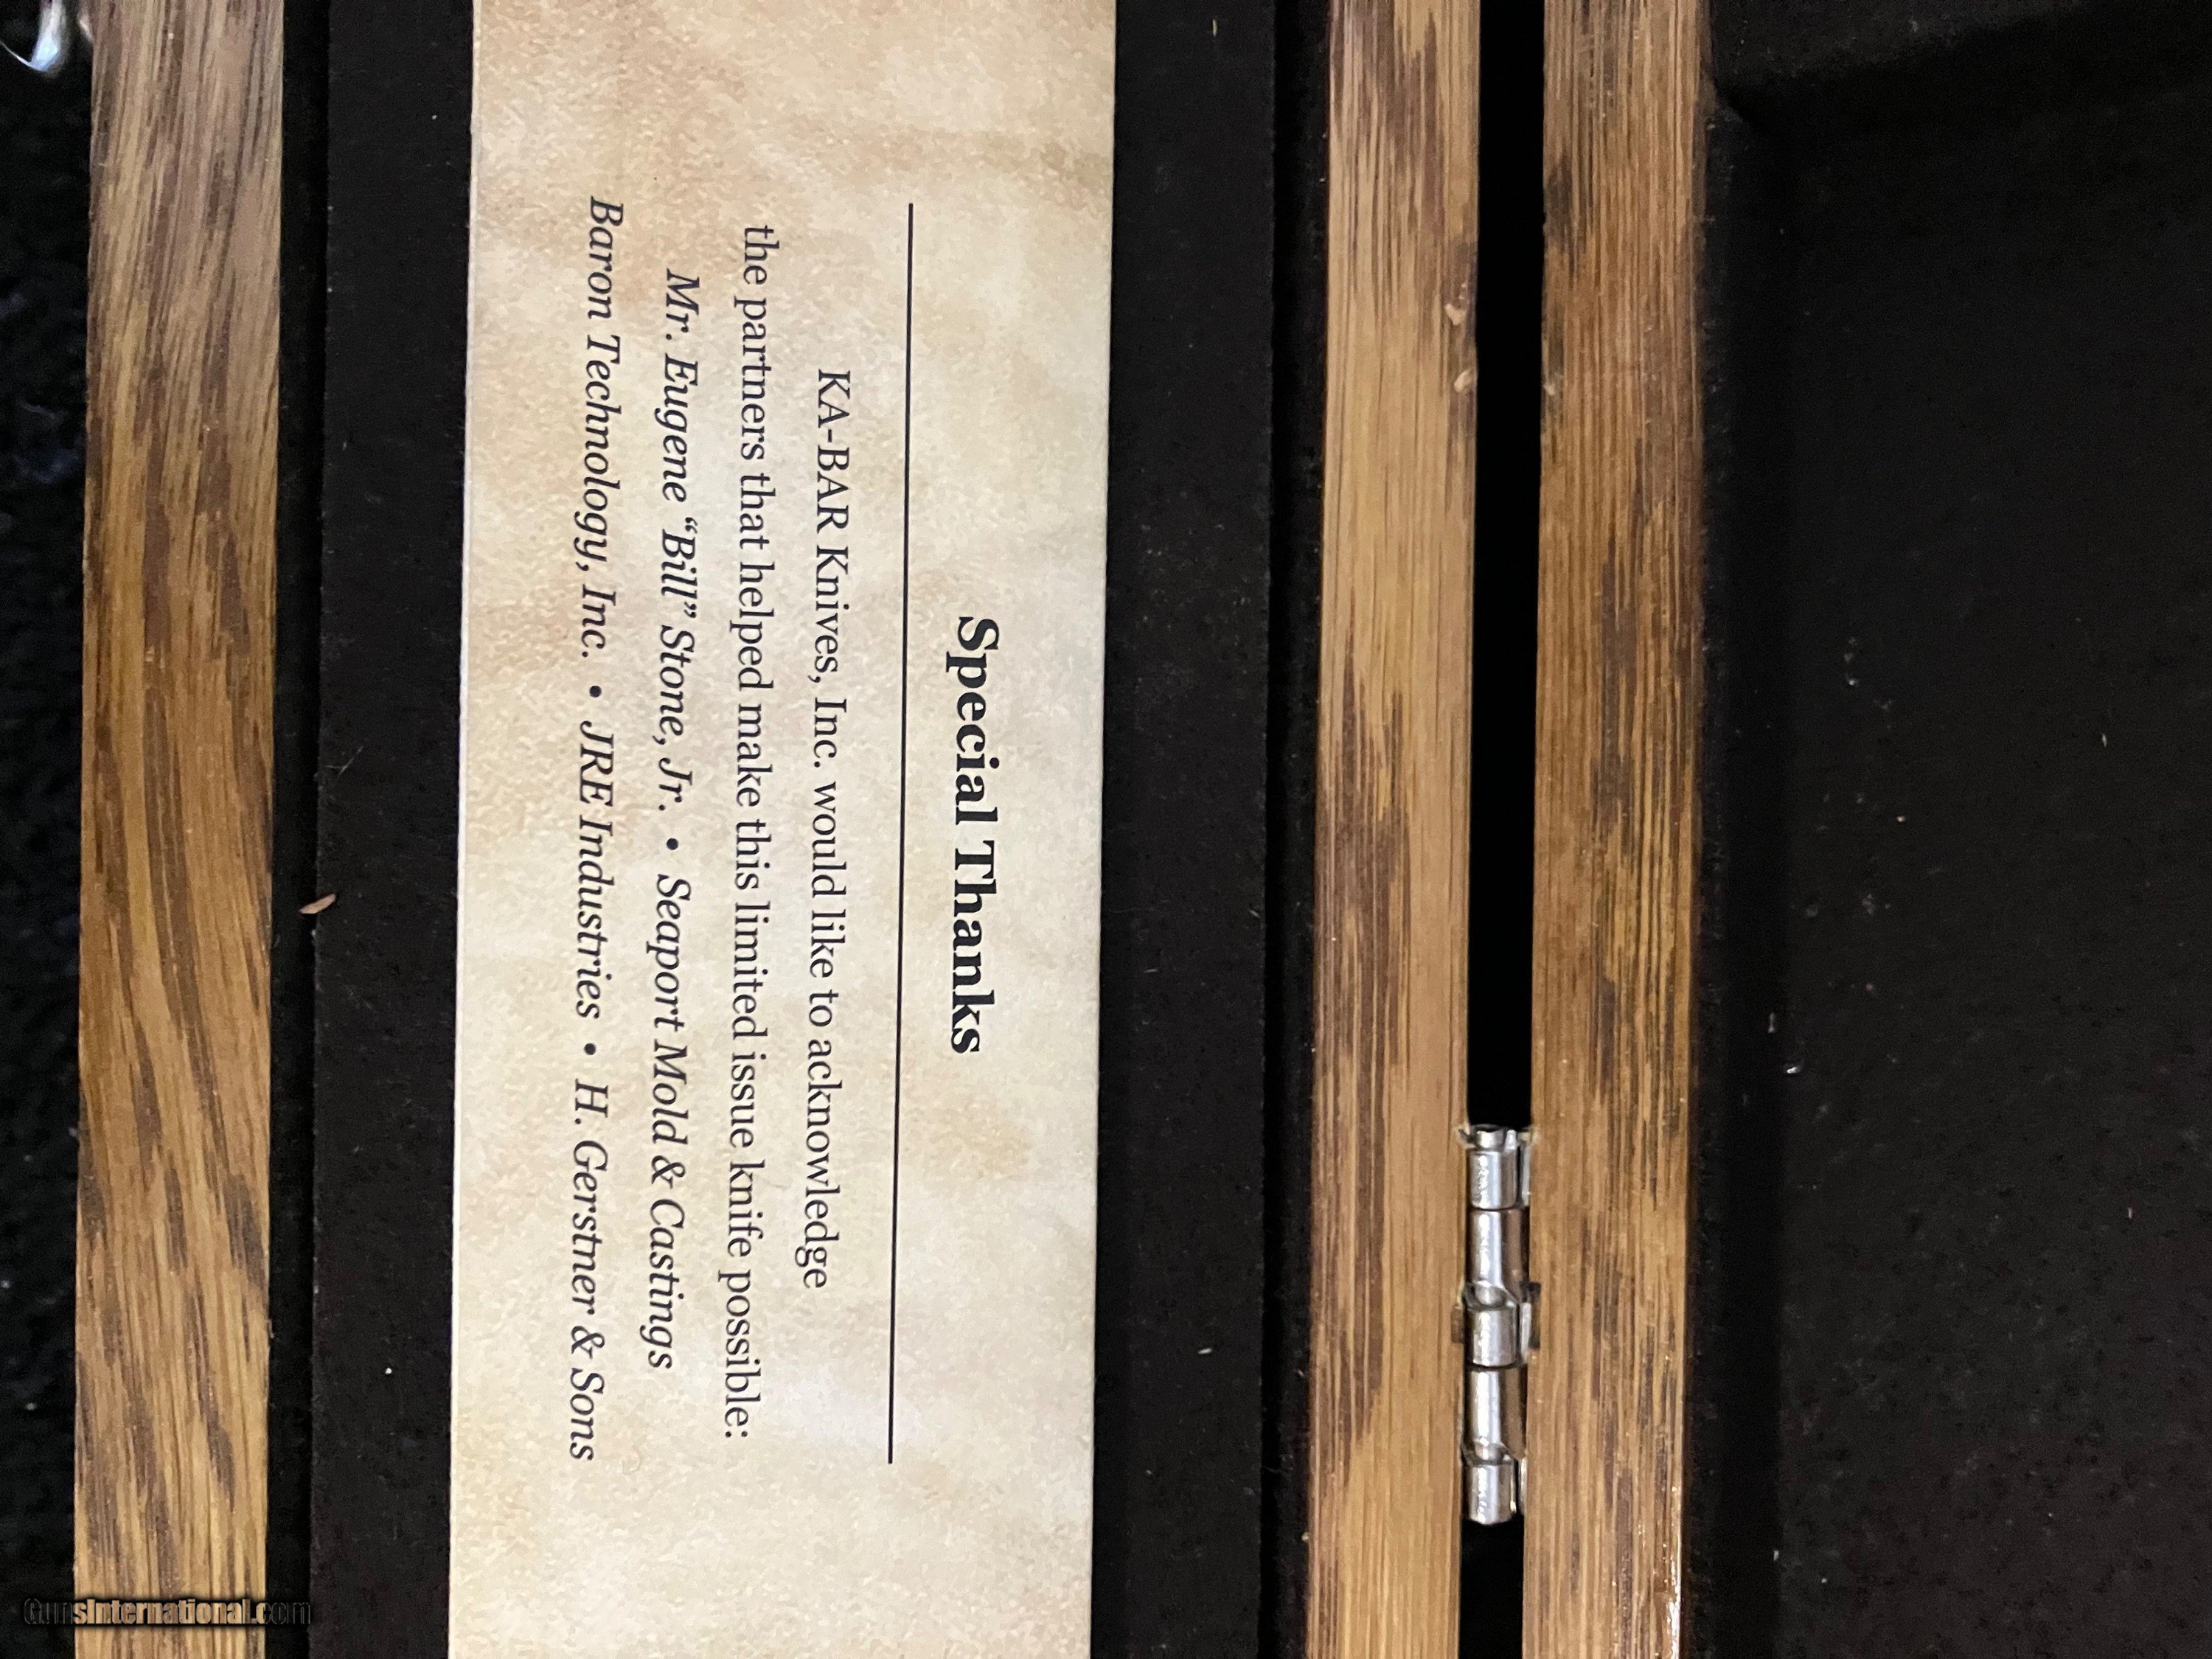 Special Thanks
KA-BAR Knives, Inc. would like to acknowledge
the partners that helped make this limited issue knife possible:
Mr. Eugene “Bill” Stone, Jr. • Seaport Mold & Castings
Baron Technology, Inc. • JRE Industries • H. Gerstner & Sons
GunsInternational.com